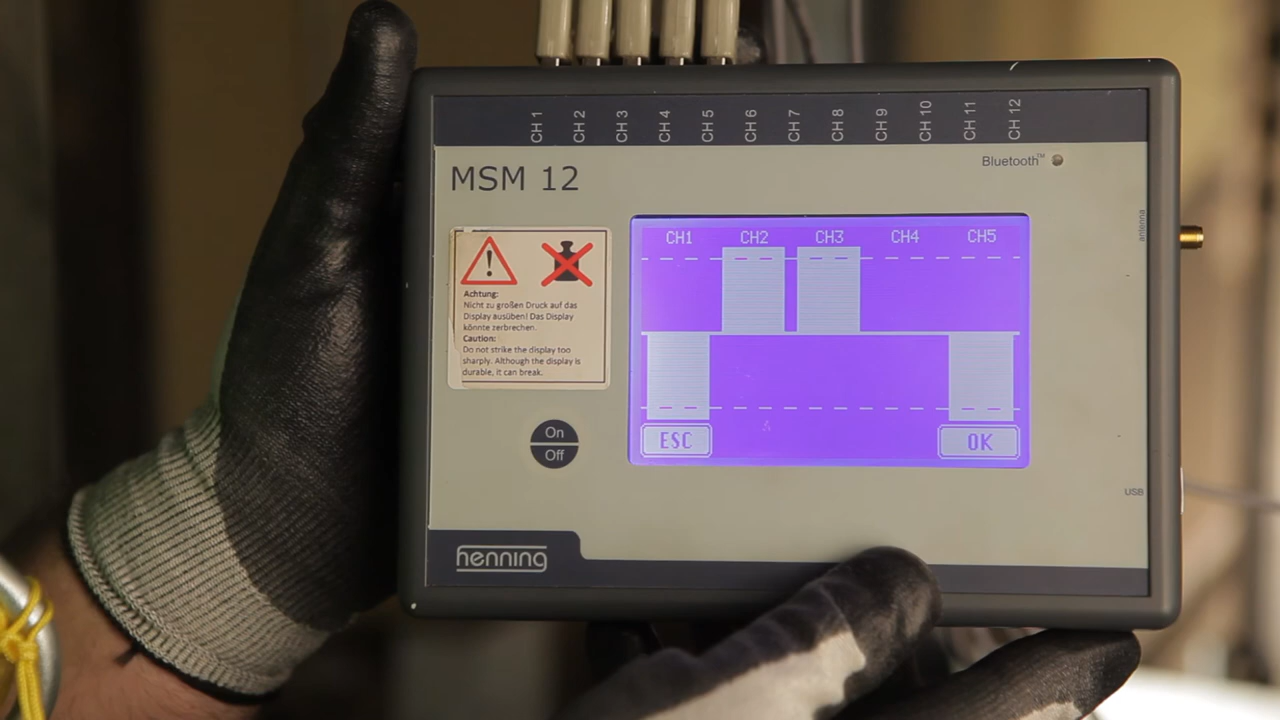 CH 1
CH 2
CH 3
CH 4
CH 5
CH 6
CH 7
CH 8
CH 9
CH 10
CH 11
CH 12
MSM 12
Bluetooth™
antenna
CH1 CH2 CH3 CH4 CH5
Achtung:
Nicht zu großen Druck auf das
Display ausüben! Das Display
könnte zerbrechen.
Caution:
Do not strike the display too
sharply. Although the display is
durable, it can break.
ESC
OK
On
Off
USB
henning